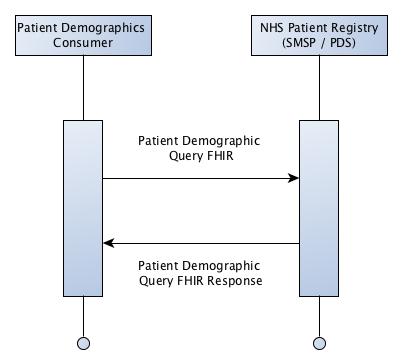 Patient Demographics
Consumer
NHS Patient Registry
(SMSP / PDS)
Patient Demographic
Query FHIR
Patient Demographic
Query FHIR Response